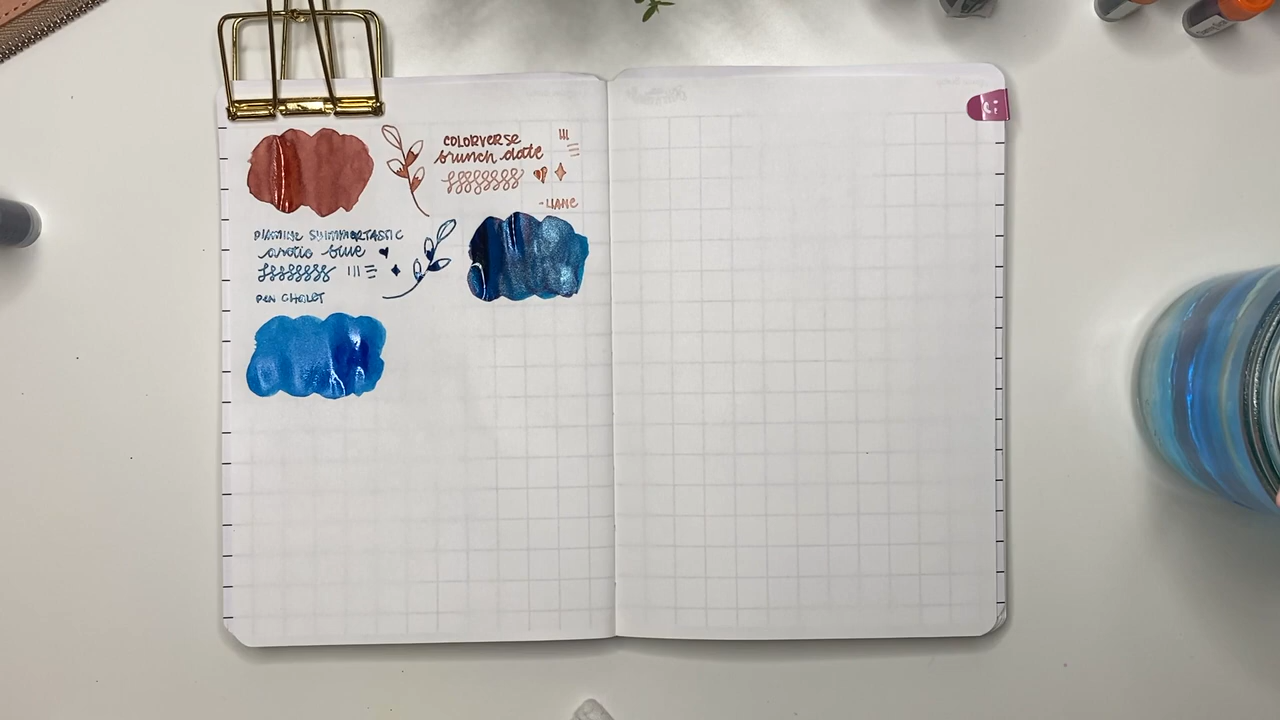 COLORVERSE
brunch date
-LIANE
DIAMINE SUMMERTASTIC
arctic blue
PEN CHALET